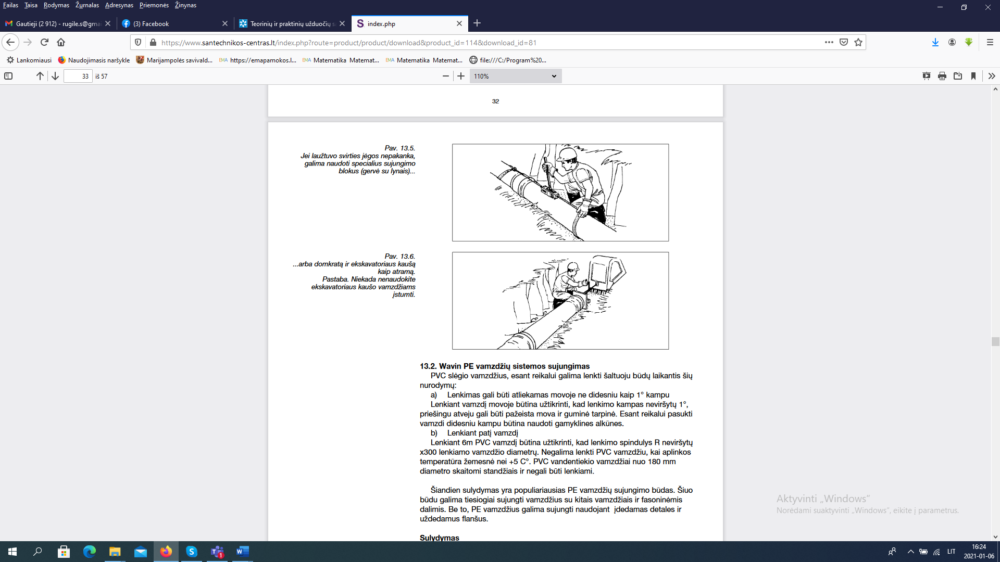 Failas Taisa Rodymas Žurnalas Adresynas Priemonės Žinynas
Gautieji (2 912) - rugile.s@gma
(3) Facebook
Teorinių ir praktinių užduočių s
index.php
https://www.santechnikos-centras.lt/index.php?route=product/product/download&product_id=114&download_id=81
Lankomiausi
Naudojimasis naršykle
Marijampolės savivald...
EMA https://emapamokos.l...
EMA Matematika Matemat...
EMA Matematika Matemat...
file:///C:/Program%20...
33 iš 57
110%
32
Pav. 13.5.
Jei laužtuvo svirties jėgos nepakanka,
galima naudoti specialius sujungimo
blokus (gervė su lynais)...
Pav. 13.6.
...arba domkratą ir ekskavatoriaus kaušą
kaip atramą.
Pastaba. Niekada nenaudokite
ekskavatoriaus kaušo vamzdžiams
įstumti.
13.2. Wavin PE vamzdžių sistemos sujungimas
PVC slėgio vamzdžius, esant reikalui galima lenkti šaltuoju būdų laikantis šių
nurodymų:
a) Lenkimas gali būti atliekamas movoje ne didesniu kaip 1° kampu
Lenkiant vamzdį movoje būtina užtikrinti, kad lenkimo kampas neviršytų 1°,
priešingu atveju gali būti pažeista mova ir guminė tarpinė. Esant reikalui pasukti
vamzdi didesniu kampu būtina naudoti gamyklines alkūnes.
b) Lenkiant patį vamzdį
Lenkiant 6m PVC vamzdį būtina užtikrinti, kad lenkimo spindulys R neviršytų
x300 lenkiamo vamzdžio diametrų. Negalima lenkti PVC vamzdžiu, kai aplinkos
temperatūra žemesnė nei +5 C°. PVC vandentiekio vamzdžiai nuo 180 mm
diametro skaitomi standžiais ir negali būti lenkiami.
Šiandien sulydymas yra populiariausias PE vamzdžių sujungimo būdas. Šiuo
būdu galima tiesiogiai sujungti vamzdžius su kitais vamzdžiais ir fasoninėmis
dalimis. Be to, PE vamzdžius galima sujungti naudojant įdedamas detales ir
uždedamus flanšus.
Sulydymas
Aktyvinti „Windows“
Norėdami suaktyvinti „Windows“, eikite į parametrus.
1
LIT
16:24
2021-01-06